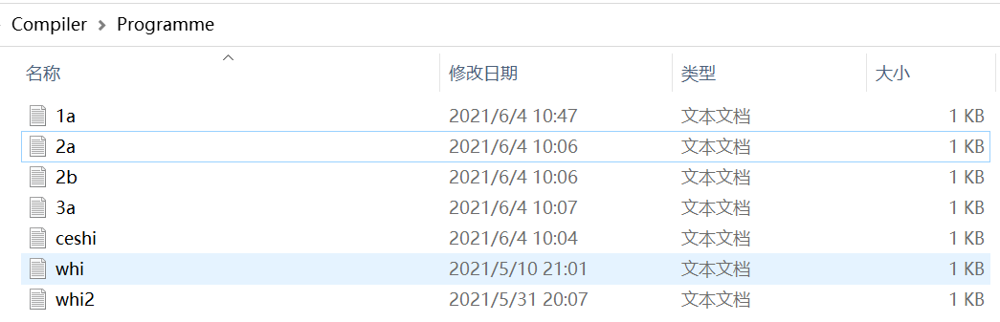 Compiler > Programme
名称 修改日期 类型 大小
1a 2021/6/4 10:47 文本文档 1 KB
2a 2021/6/4 10:06 文本文档 1 KB
2b 2021/6/4 10:06 文本文档 1 KB
3a 2021/6/4 10:07 文本文档 1 KB
ceshi 2021/6/4 10:04 文本文档 1 KB
whi 2021/5/10 21:01 文本文档 1 KB
whi2 2021/5/31 20:07 文本文档 1 KB